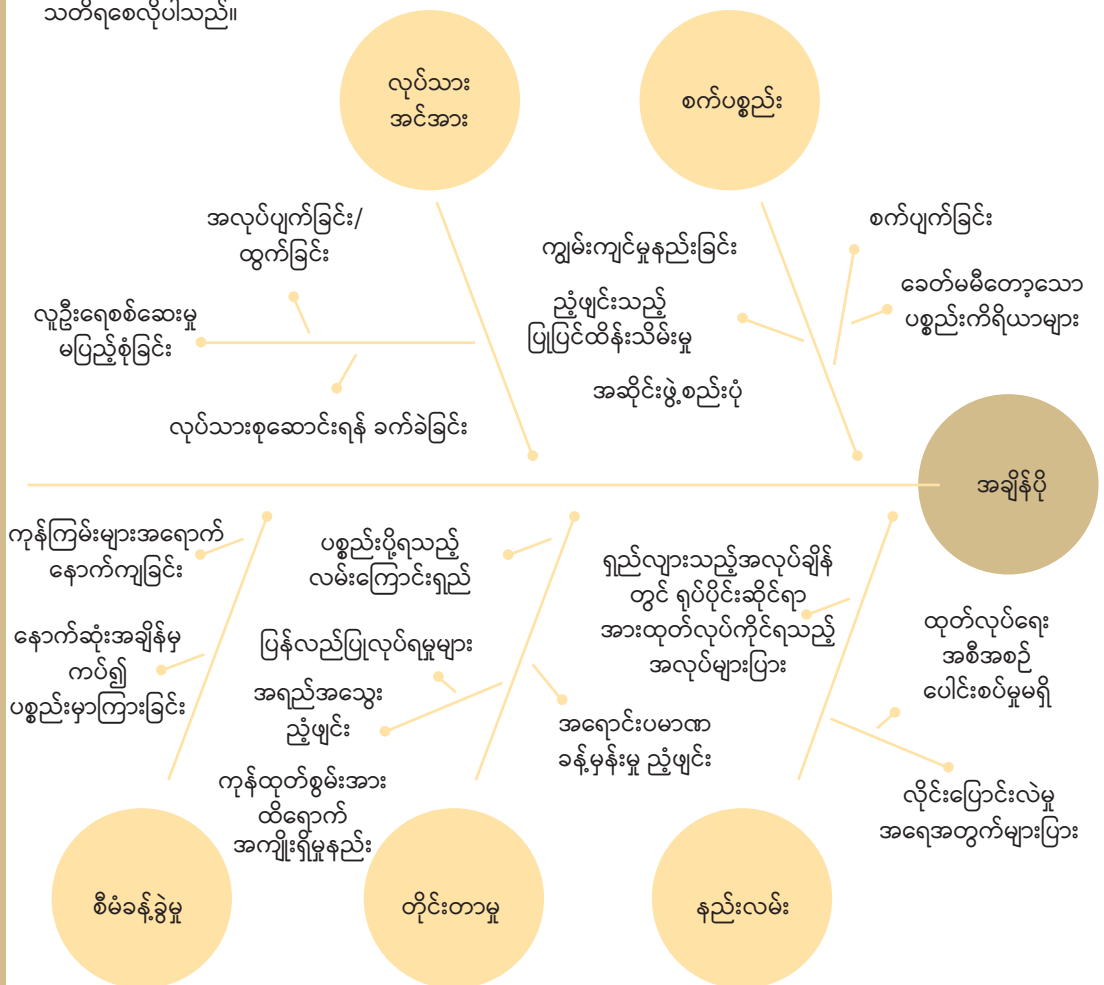 သတိရစေလိုပါသည်။
လုပ်သား
အင်အား
စက်ပစ္စည်း
အလုပ်ပျက်ခြင်း/
ထွက်ခြင်း
လူဦးရေစစ်ဆေးမှု
မပြည့်စုံခြင်း
လုပ်သားစုဆောင်းရန် ခက်ခဲခြင်း
ကျွမ်းကျင်မှုနည်းခြင်း
ညံ့ဖျင်းသည့်
ပြုပြင်ထိန်းသိမ်းမှု
အဆိုင်းဖွဲ့စည်းပုံ
စက်ပျက်ခြင်း
ခေတ်မမီတော့သော
ပစ္စည်းကိရိယာများ
အချိန်ပို
ကုန်ကြမ်းများအရောက်
နောက်ကျခြင်း
နောက်ဆုံးအချိန်မှ
ကပ်၍
ပစ္စည်းမှာကြားခြင်း
ပစ္စည်းပို့ရသည့်
လမ်းကြောင်းရှည်
ပြန်လည်ပြုလုပ်ရမှုများ
အရည်အသွေး
ညံ့ဖျင်း
ကုန်ထုတ်စွမ်းအား
ထိရောက်
အကျိုးရှိမှုနည်း
အရောင်းပမာဏ
ခန့်မှန်းမှု ညံ့ဖျင်း
ရှည်လျားသည့်အလုပ်ချိန်
တွင် ရုပ်ပိုင်းဆိုင်ရာ
အားထုတ်လုပ်ကိုင်ရသည့်
အလုပ်များပြား
ထုတ်လုပ်ရေး
အစီအစဉ်
ပေါင်းစပ်မှုမရှိ
လိုင်းပြောင်းလဲမှု
အရေအတွက်များပြား
စီမံခန့်ခွဲမှု
တိုင်းတာမှု
နည်းလမ်း